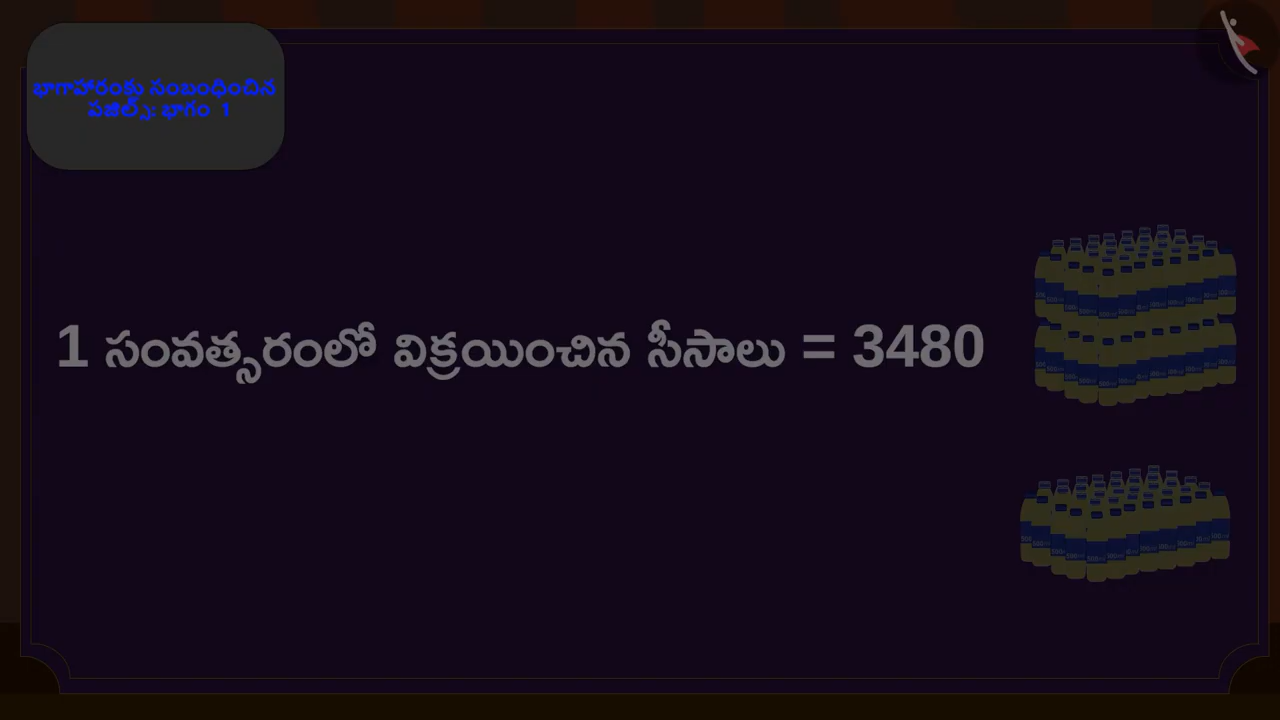 భాగాహారంకు సంబంధించిన
పజిల్స్: భాగం 1
1 సంవత్సరంలో విక్రయించిన సీసాలు = 3480